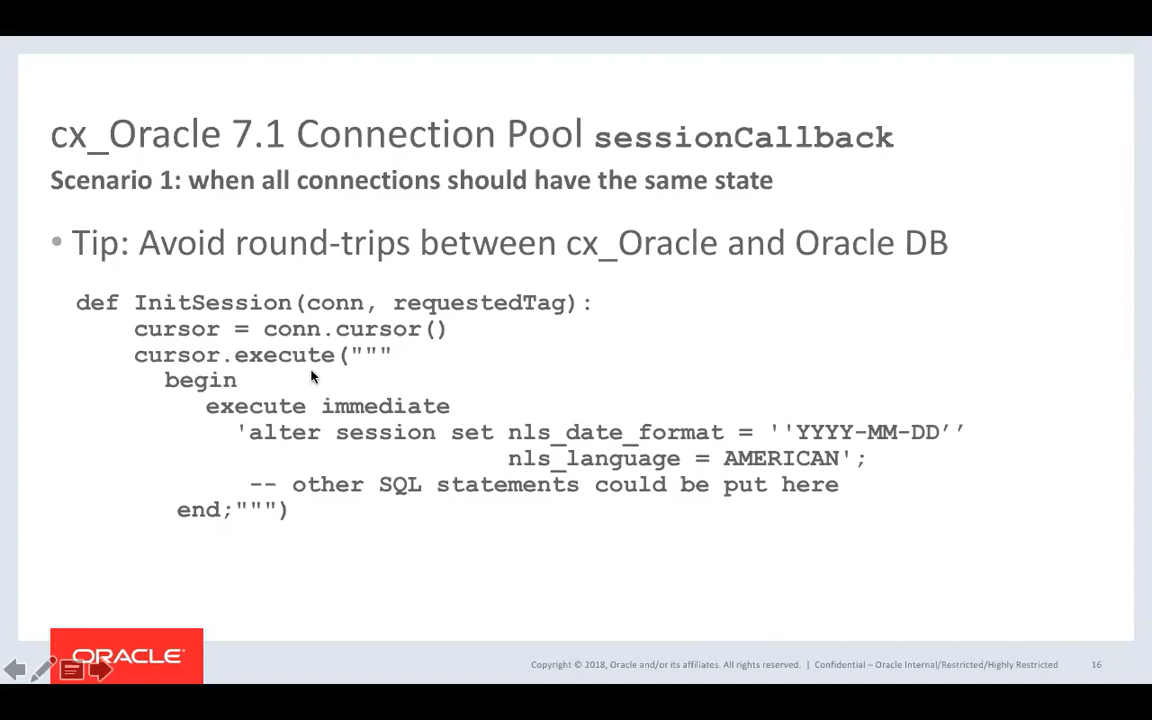 cx_Oracle 7.1 Connection Pool sessionCallback
Scenario 1: when all connections should have the same state
• Tip: Avoid round-trips between cx_Oracle and Oracle DB
def InitSession(conn, requestedTag):
cursor = conn.cursor()
cursor.execute("""
begin
execute immediate
'alter session set nls_date_format = ''YYYY-MM-DD’’
nls_language = AMERICAN';
-- other SQL statements could be put here
end;""")
ORACLE®
Copyright © 2018, Oracle and/or its affiliates. All rights reserved. | Confidential – Oracle Internal/Restricted/Highly Restricted 16